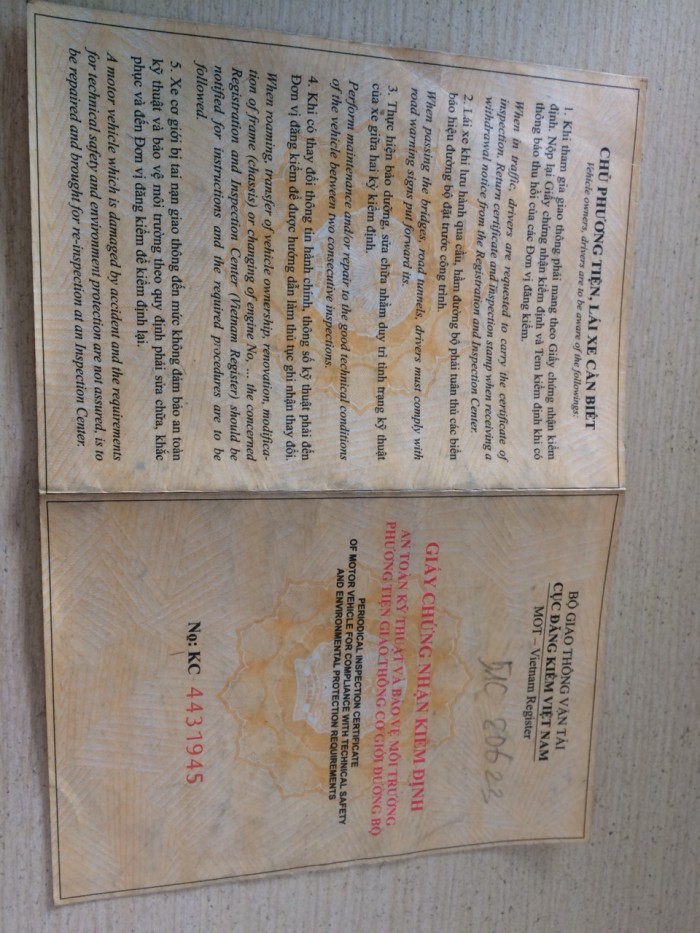 CHỦ PHƯƠNG TIỆN, LÁI XE CẦN BIẾT
Vehicle owners, drivers are to be aware of the followings:
1. Khi tham gia giao thông phải mang theo Giấy chứng nhận kiểm
định. Nộp lại Giấy chứng nhận kiểm định và Tem kiểm định khi có
thông báo thu hồi của các Đơn vị đăng kiểm.
When in traffic, drivers are requested to carry the certificate of
inspection. Return certificate and inspection stamp when receiving a
withdrawal notice from the Registration and Inspection Center.
2. Lái xe khi lưu hành qua cầu, hầm đường bộ phải tuân thủ các biển
báo hiệu đường bộ đặt trước công trình.
When passing the bridges, road tunnels, drivers must comply with
road warning signs put forward its.
3. Thực hiện bảo dưỡng, sửa chữa nhằm duy trì tình trạng kỹ thuật
của xe giữa hai kỳ kiểm định.
Perform maintenance and/or repair to the good technical conditions
of the vehicle between two consecutive inspections.
4. Khi có thay đổi thông tin hành chính, thông số kỹ thuật phải đến
Đơn vị đăng kiểm để được hướng dẫn làm thủ tục ghi nhận thay đổi.
When roaming, transfer of vehicle ownership, renovation, modifica-
tion of frame (chassis) or changing of engine No, ... the concerned
Registration and Inspection Center (Vietnam Register) should be
notified for instructions and the required procedures are to be
followed.
5. Xe cơ giới bị tai nạn giao thông đến mức không đảm bảo an toàn
kỹ thuật và bảo vệ môi trường theo quy định phải sửa chữa, khắc
phục và đến Đơn vị đăng kiểm để kiểm định lại.
A motor vehicle which is damaged by accident and the requirements
for technical safety and environment protection are not assured, is to
be repaired and brought for re-inspection at an Inspection Center.
BỘ GIAO THÔNG VẬN TẢI
CỤC ĐĂNG KIỂM VIỆT NAM
MOT – Vietnam Register
51C 80623
GIẤY CHỨNG NHẬN KIỂM ĐỊNH
AN TOÀN KỸ THUẬT VÀ BẢO VỆ MÔI TRƯỜNG
PHƯƠNG TIỆN GIAO THÔNG CƠ GIỚI ĐƯỜNG BỘ
PERIODICAL INSPECTION CERTIFICATE
OF MOTOR VEHICLE FOR COMPLIANCE WITH TECHNICAL SAFETY
AND ENVIRONMENTAL PROTECTION REQUIREMENTS
No: KC 4431945